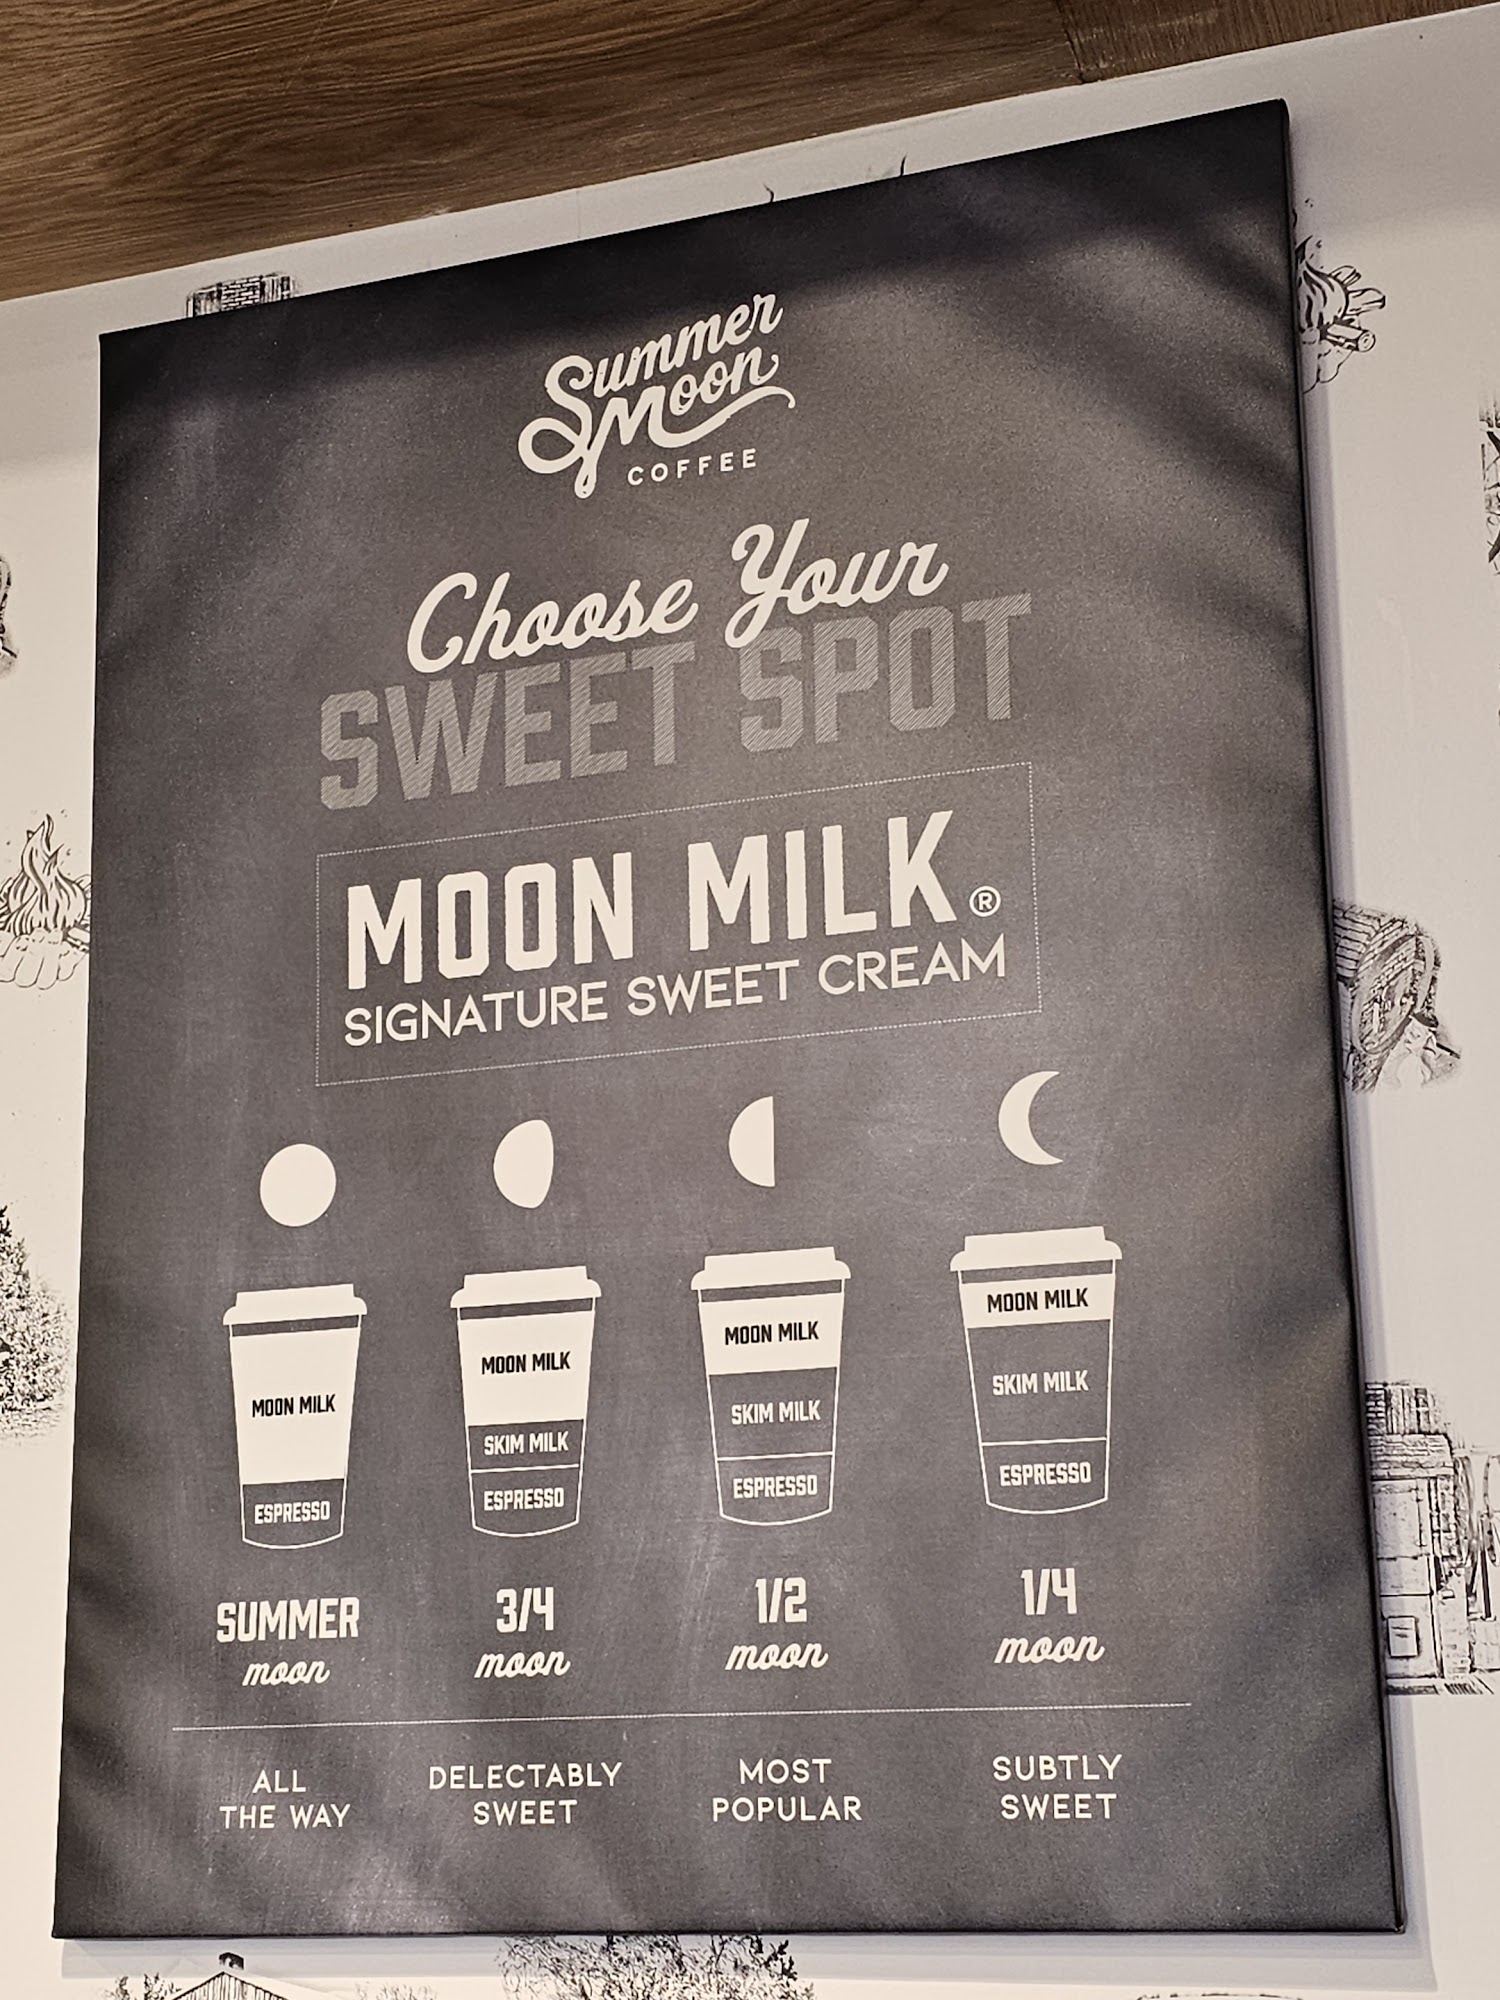 Summer
Moon
COFFEE
Choose Your
SWEET SPOT
MOON MILK®
SIGNATURE SWEET CREAM
MOON MILK
ESPRESSO
SUMMER
moon
ALL
THE WAY
MOON MILK
SKIM MILK
ESPRESSO
3/4
moon
DELECTABLY
SWEET
MOON MILK
SKIM MILK
ESPRESSO
1/2
moon
MOST
POPULAR
MOON MILK
SKIM MILK
ESPRESSO
1/4
moon
SUBTLY
SWEET